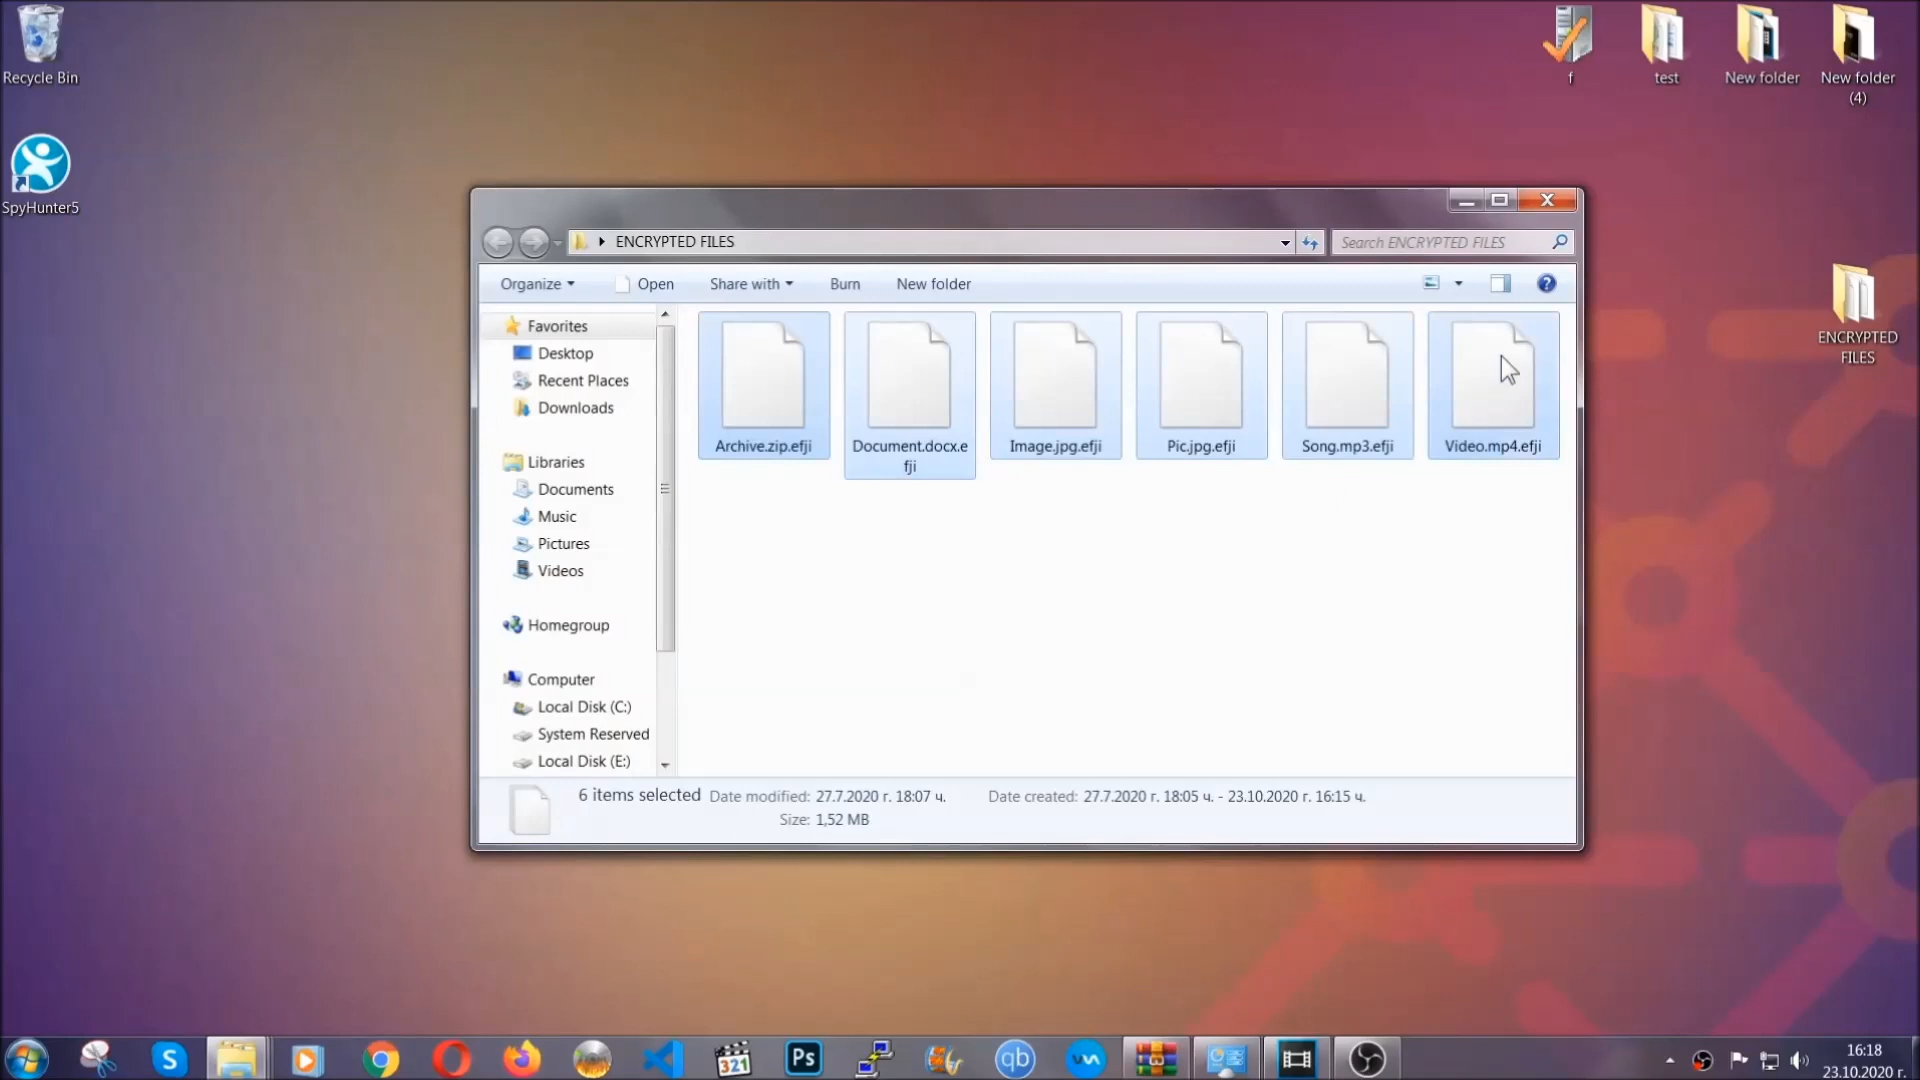 Recycle Bin
SpyHunter5
f
test
New folder
New folder
(4)
ENCRYPTED
FILES
ENCRYPTED FILES
Search ENCRYPTED FILES
Organize
Open
Share with
Burn
New folder
Favorites
Desktop
Recent Places
Downloads
Libraries
Documents
Music
Pictures
Videos
Homegroup
Computer
Local Disk (C:)
System Reserved
Local Disk (E:)
Archive.zip.efji
Document.docx.e
fji
Image.jpg.efji
Pic.jpg.efji
Song.mp3.efji
Video.mp4.efji
6 items selected Date modified: 27.7.2020 г. 18:07 ч. Date created: 27.7.2020 г. 18:05 ч. - 23.10.2020 г. 16:15 ч.
Size: 1,52 MB
S
321
Ps
qb
16:18
23.10.2020 г.